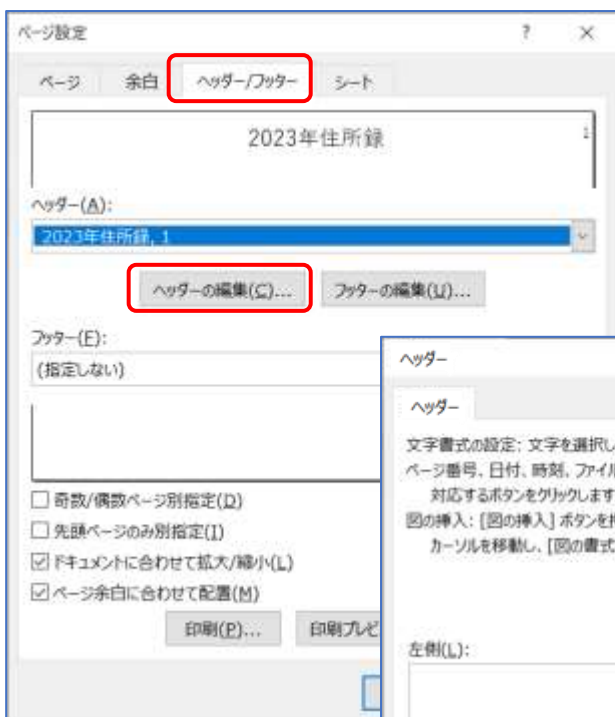 ページ設定
? ×
ページ 余白 ヘッダー/フッター シート
2023年住所録 1
ヘッダー(A):
2023年住所録, 1
ヘッダーの編集(C)... フッターの編集(U)...
フッター(F):
(指定しない)
奇数/偶数ページ別指定(D)
先頭ページのみ別指定(I)
ドキュメントに合わせて拡大/縮小(L)
ページ余白に合わせて配置(M)
印刷(P)... 印刷プレビ
ヘッダー
ヘッダー
文字書式の設定: 文字を選択し
ページ番号、日付、時刻、ファイル
対応するボタンをクリックします
図の挿入: [図の挿入] ボタンを押
カーソルを移動し、[図の書式
左側(L):